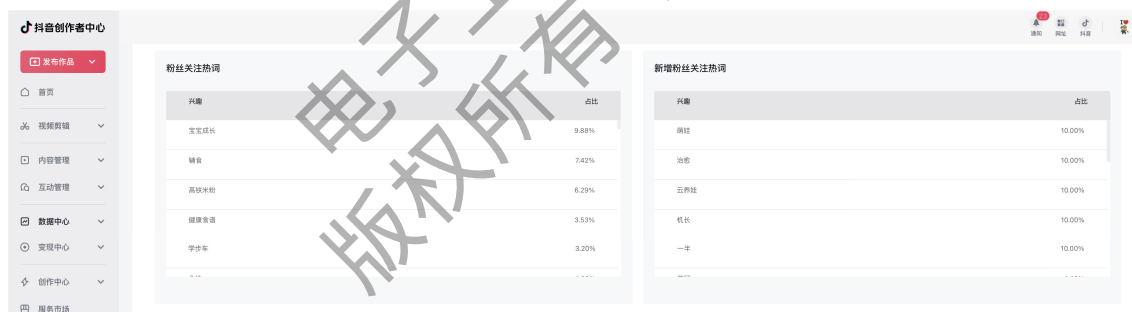 抖音创作者中心
23
通知 网址 抖音
发布作品
首页
视频剪辑
内容管理
互动管理
数据中心
变现中心
创作中心
服务市场
粉丝关注热词
兴趣 占比
宝宝成长 9.88%
辅食 7.42%
高铁米粉 6.29%
健康食谱 3.53%
学步车 3.20%
新增粉丝关注热词
兴趣 占比
萌娃 10.00%
治愈 10.00%
云养娃 10.00%
机长 10.00%
一半 10.00%
电子工
版权所有